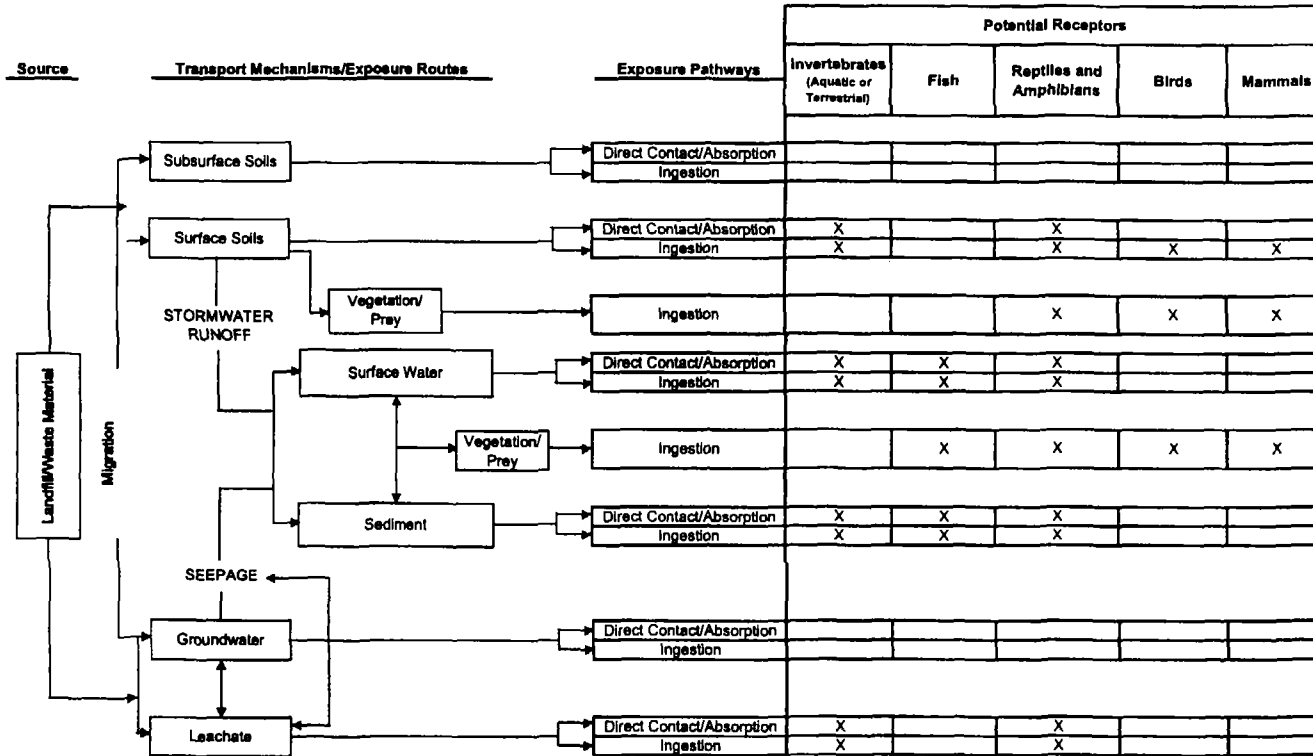 Potential Receptors
Source Transport Mechanisms/Exposure Routes Exposure Pathways
Invertebrates
(Aquatic or
Terrestrial)
Fish
Reptiles and
Amphibians
Birds
Mammals
Subsurface Soils
Direct Contact/Absorption
Ingestion
Surface Soils
Direct Contact/Absorption X X
Ingestion X X X X
STORMWATER
RUNOFF
Vegetation/
Prey
Ingestion X X X
Surface Water
Direct Contact/Absorption X X X
Ingestion X X X
Landfill/Waste Material
Migration
Vegetation/
Prey
Ingestion X X X X
Sediment
Direct Contact/Absorption X X X
Ingestion X X X
SEEPAGE
Groundwater
Direct Contact/Absorption
Ingestion
Leachate
Direct Contact/Absorption X X
Ingestion X X